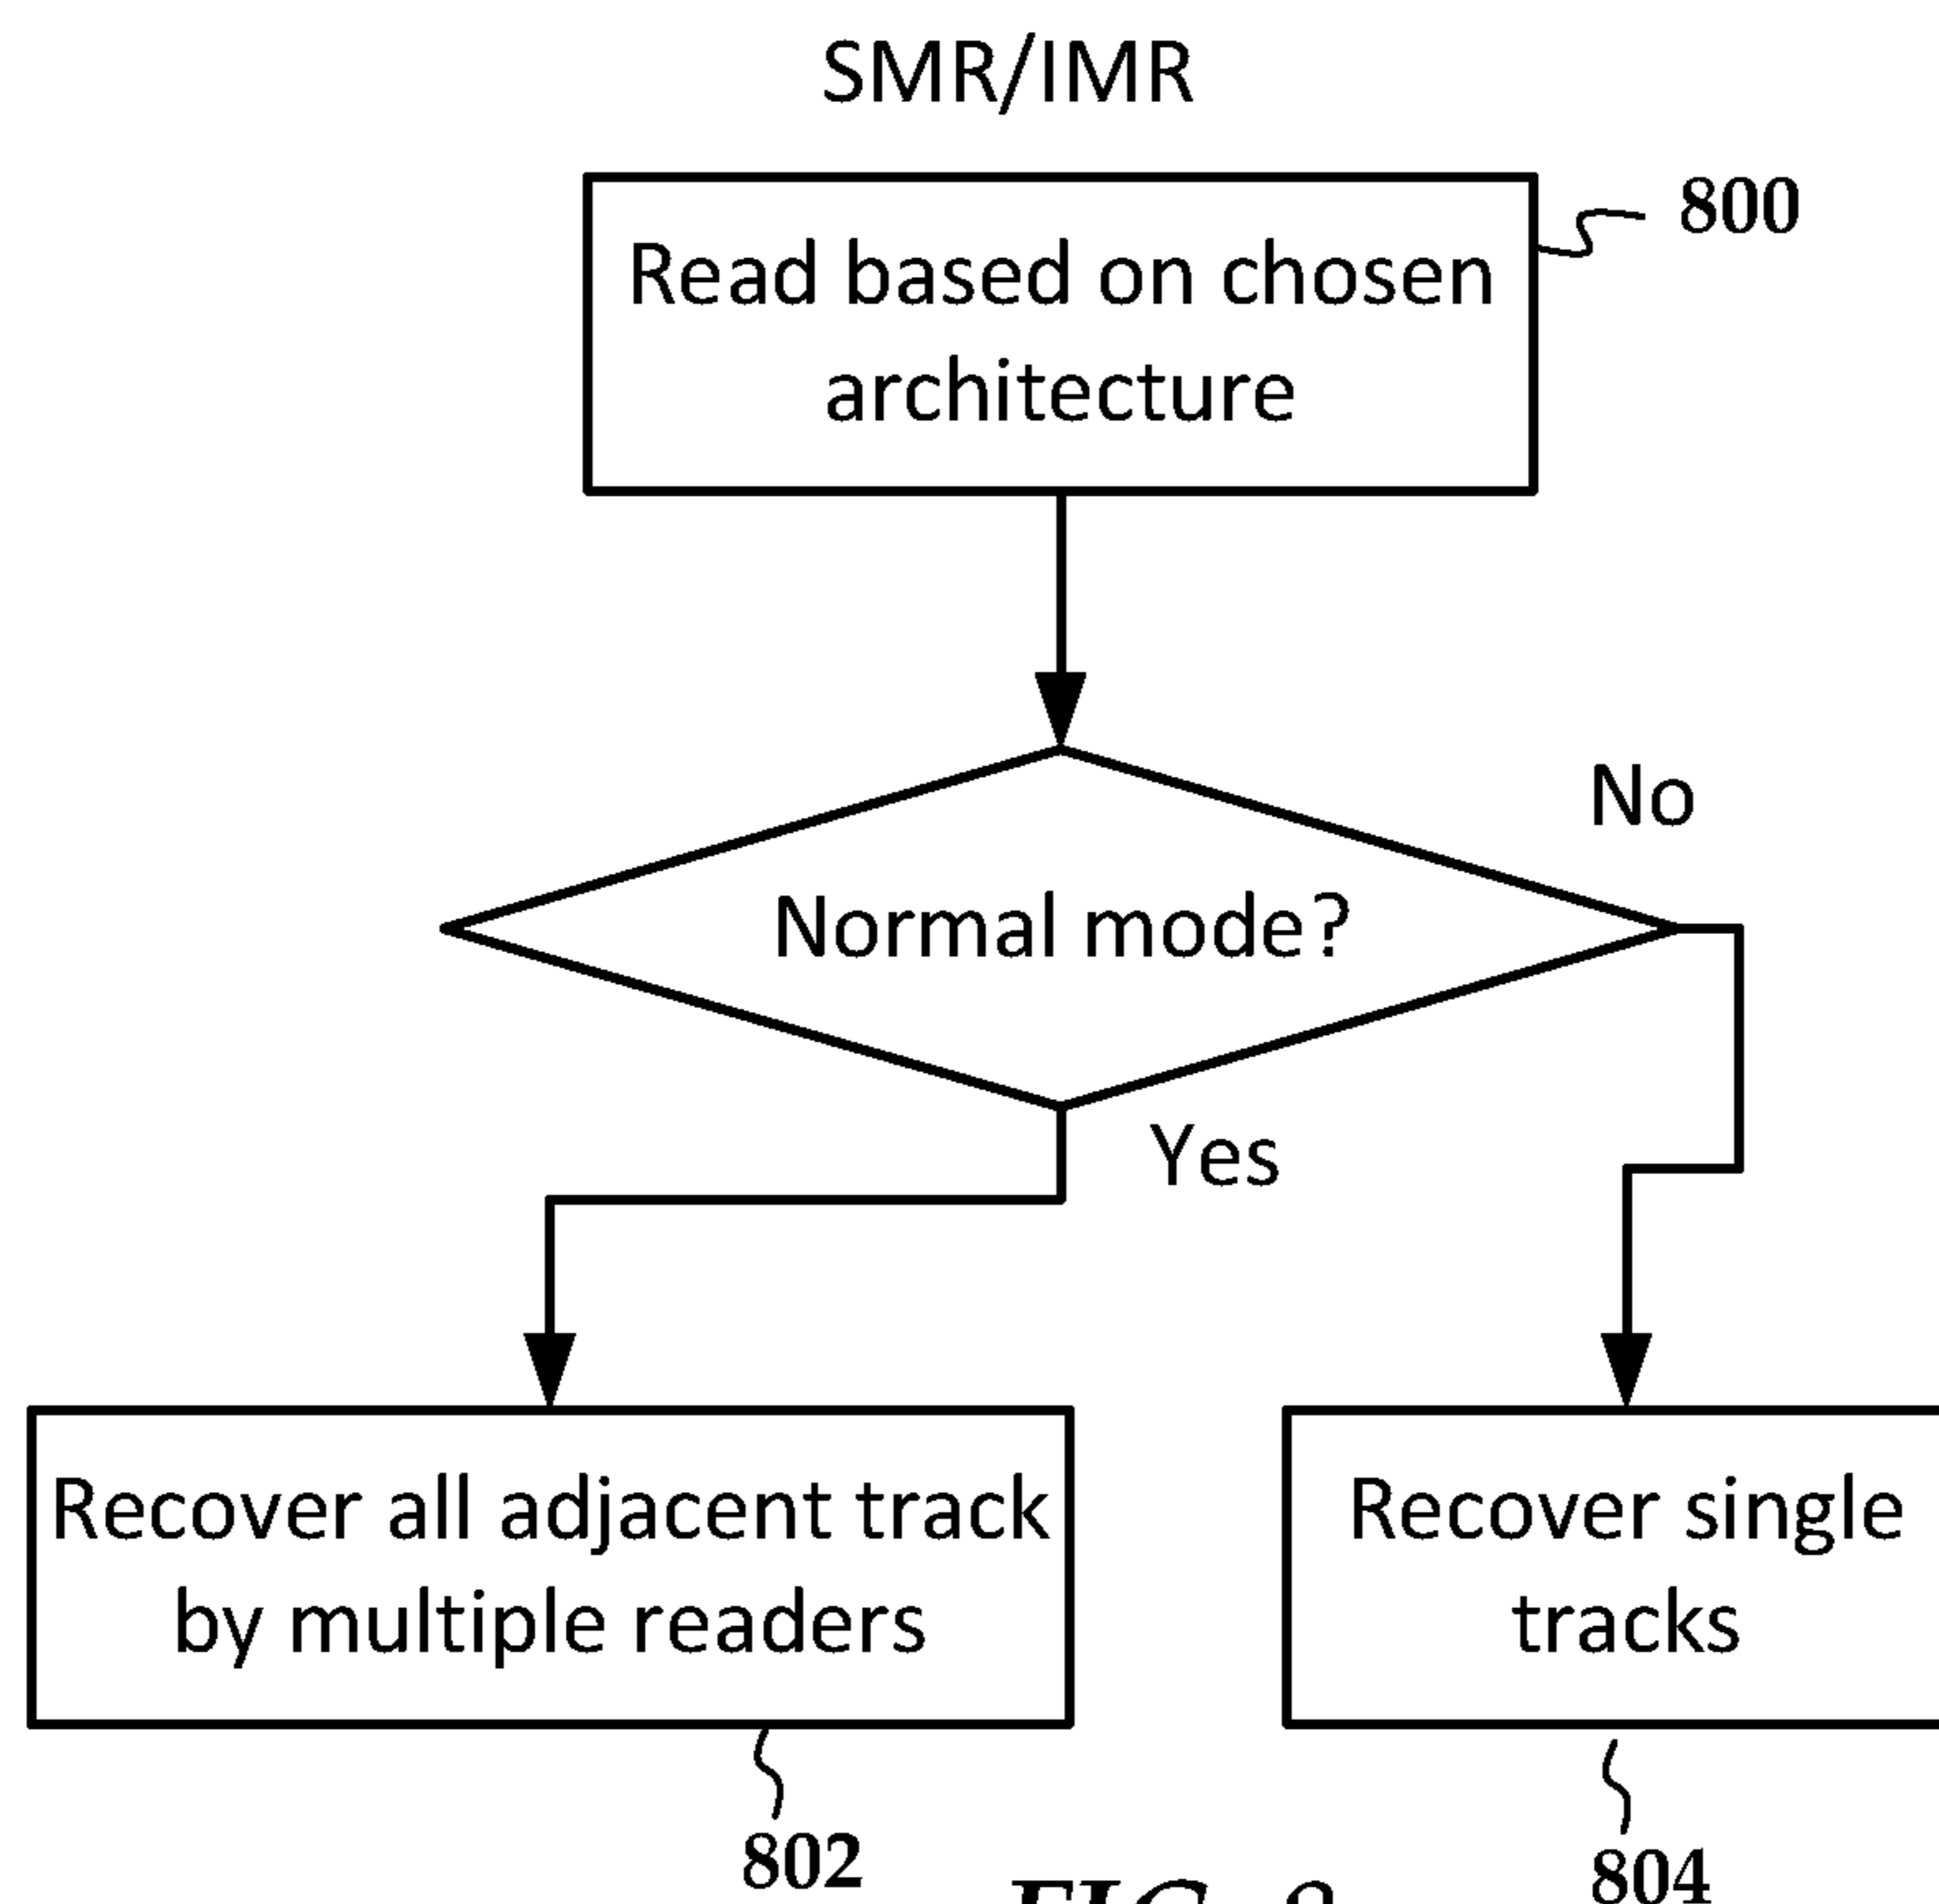 SMR/IMR
Read based on chosen
architecture
800
Normal mode?
No
Yes
Recover all adjacent track
by multiple readers
Recover single
tracks
802
804